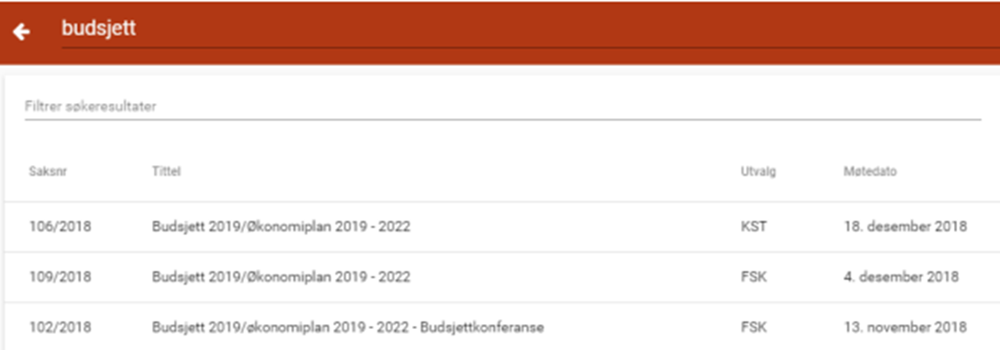 budsjett
Filtrer søkeresultater
Saksnr Tittel Utvalg Møtedato
106/2018 Budsjett 2019/Økonomiplan 2019 - 2022 KST 18. desember 2018
109/2018 Budsjett 2019/Økonomiplan 2019 - 2022 FSK 4. desember 2018
102/2018 Budsjett 2019/økonomiplan 2019 - 2022 - Budsjettkonferanse FSK 13. november 2018